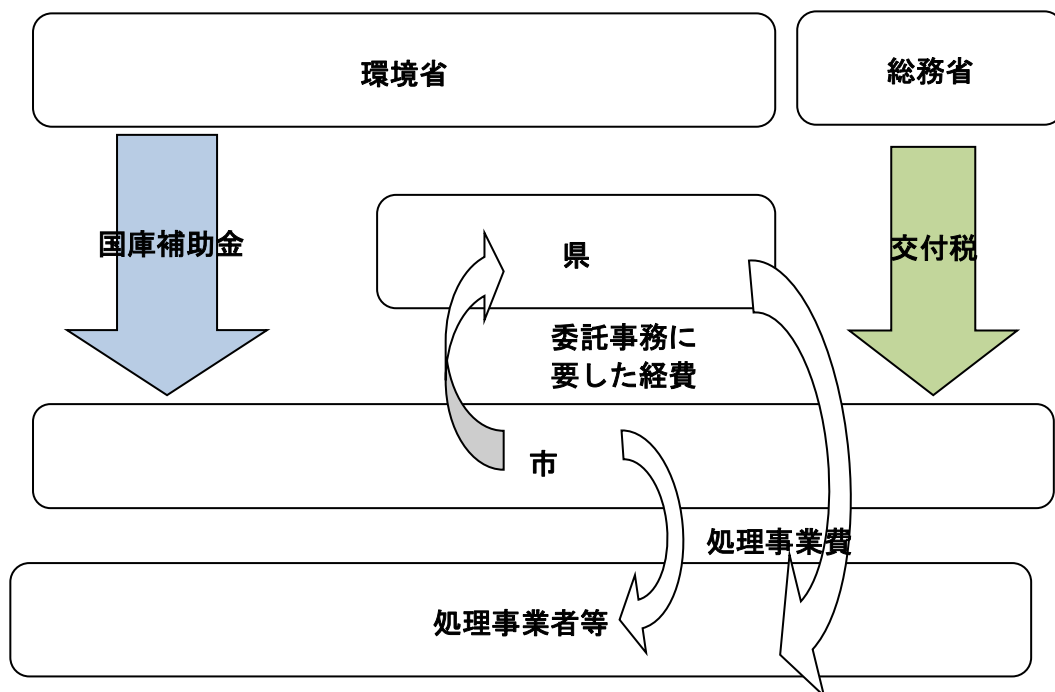 環境省
総務省
国庫補助金
県
交付税
委託事務に
要した経費
市
処理事業費
処理事業者等